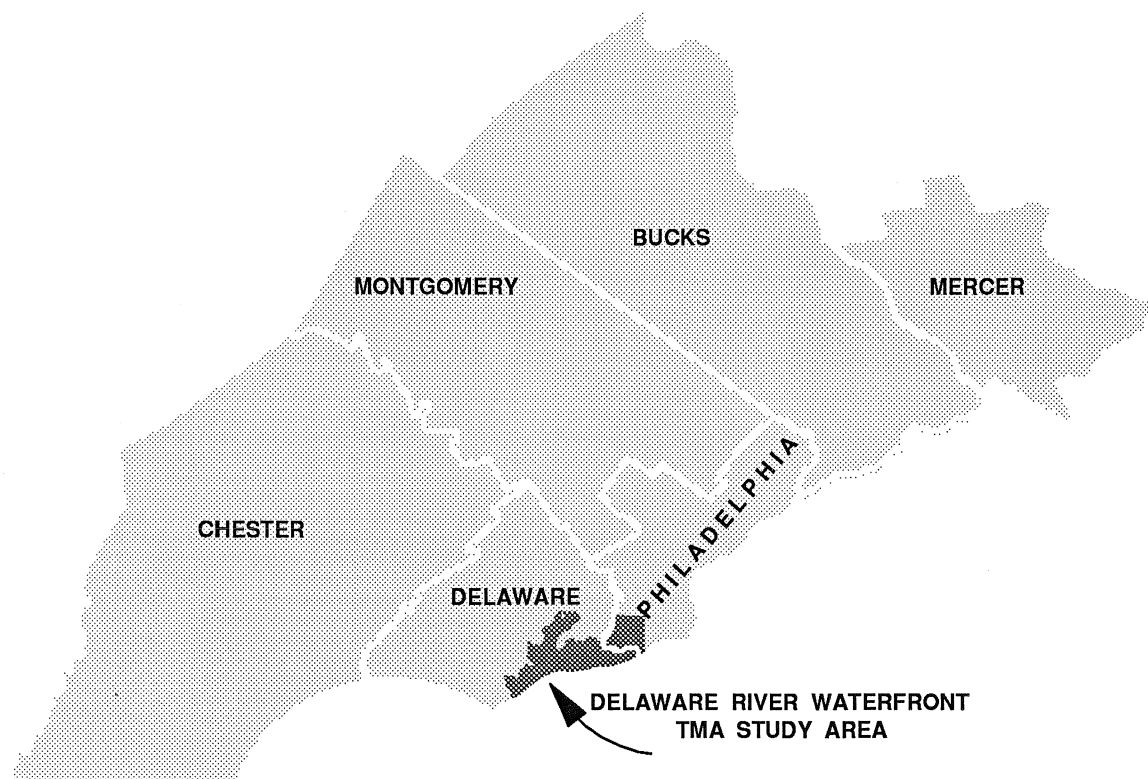 BUCKS
MONTGOMERY
MERCER
PHILADELPHIA
CHESTER
DELAWARE
DELAWARE RIVER WATERFRONT
TMA STUDY AREA